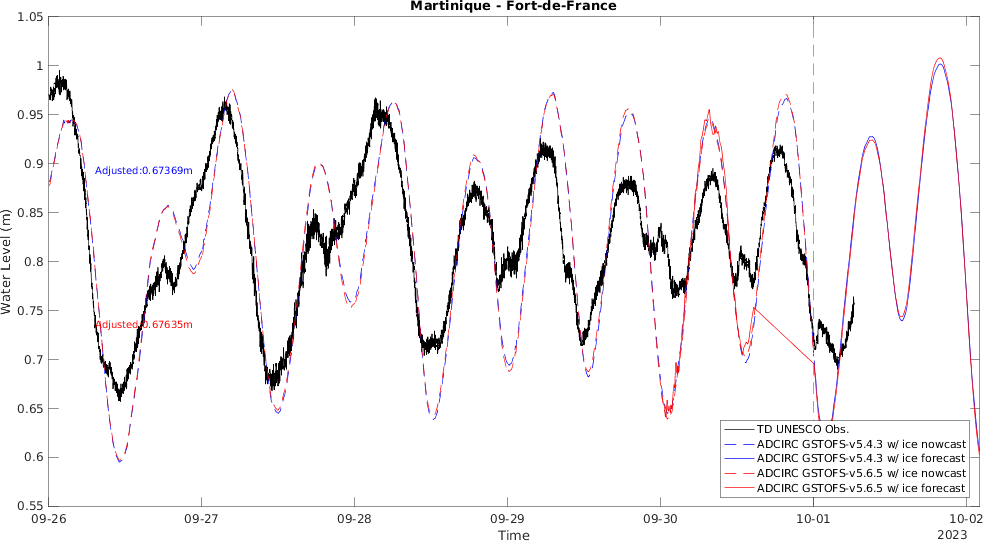 Martinique - Fort-de-France
1.05
1
0.95
0.9
0.85
0.8
0.75
0.7
0.65
0.6
0.55
Water Level (m)
Adjusted:0.67369m
Adjusted:0.67635m
TD UNESCO Obs.
ADCIRC GSTOFS-v5.4.3 w/ ice nowcast
ADCIRC GSTOFS-v5.4.3 w/ ice forecast
ADCIRC GSTOFS-v5.6.5 w/ ice nowcast
ADCIRC GSTOFS-v5.6.5 w/ ice forecast
09-26 09-27 09-28 09-29 09-30 10-01 10-02
Time
2023